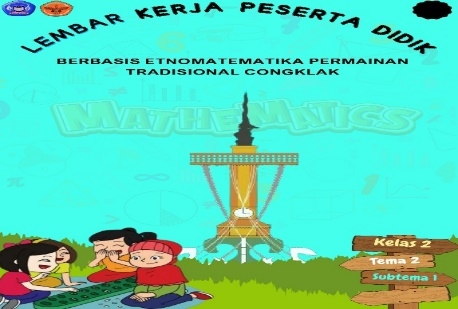 LEMBAR KERJA PESERTA DIDIK
BERBASIS ETNOMATEMATIKA PERMAINAN
TRADISIONAL CONGKLAK
MATHEMATICS
Kelas 2
Tema 2
Subtema 1